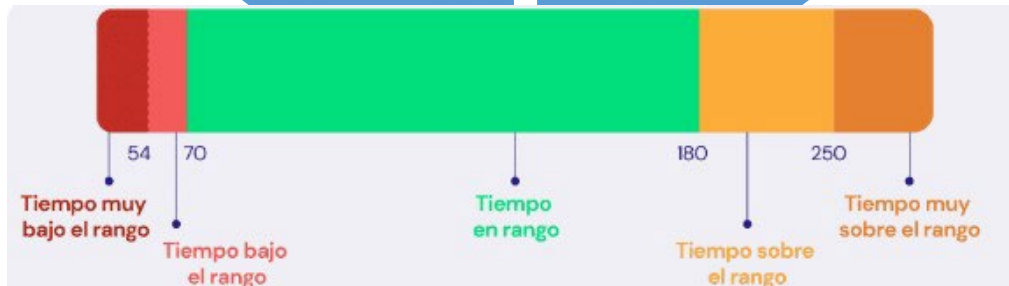 54
70
180
250
Tiempo muy
bajo el rango
Tiempo bajo
el rango
Tiempo
en rango
Tiempo sobre
el rango
Tiempo muy
sobre el rango